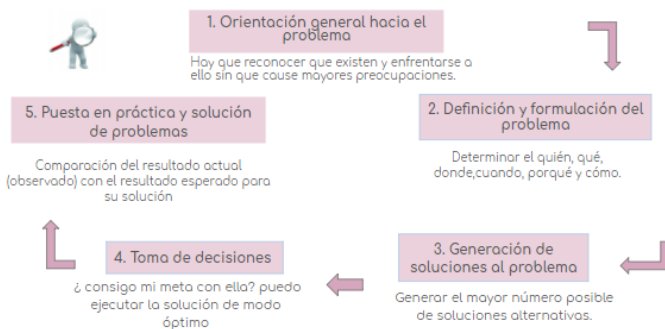 1. Orientación general hacia el
problema
Hay que reconocer que existen y enfrentarse a
ello sin que cause mayores preocupaciones.
2. Definición y formulación del
problema
Determinar el quién, qué,
donde,cuando, porqué y cómo.
3. Generación de
soluciones al problema
Generar el mayor número posible
de soluciones alternativas.
4. Toma de decisiones
¿ consigo mi meta con ella? puedo
ejecutar la solución de modo
óptimo
5. Puesta en práctica y solución
de problemas
Comparación del resultado actual
(observado) con el resultado esperado para
su solución